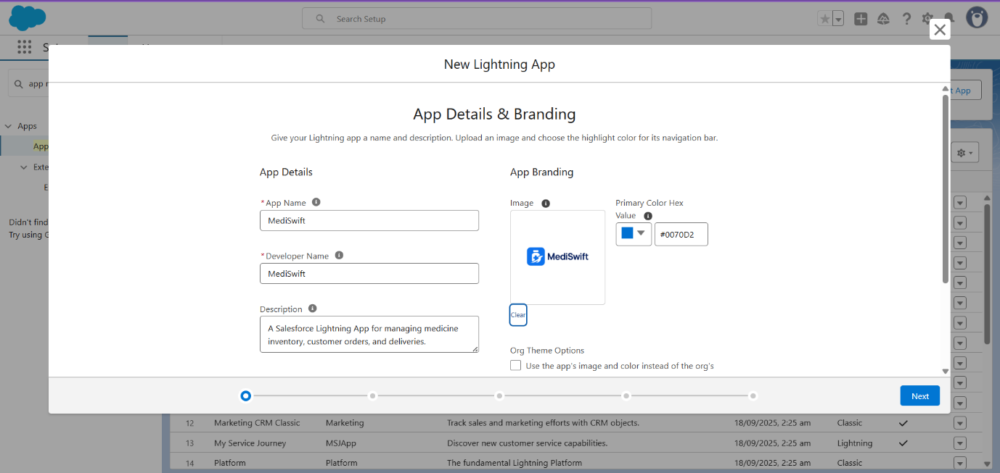 Search Setup
New Lightning App
app
Apps
App
Exte
E
Didn't find
Try using G
App
App Details & Branding
Give your Lightning app a name and description. Upload an image and choose the highlight color for its navigation bar.
App Details
App Branding
*App Name
MediSwift
Image
Primary Color Hex
Value
#0070D2
MediSwift
*Developer Name
MediSwift
Clear
Description
A Salesforce Lightning App for managing medicine
inventory, customer orders, and deliveries.
Org Theme Options
Use the app's image and color instead of the org's
Next
12 Marketing CRM Classic Marketing Track sales and marketing efforts with CRM objects. 18/09/2025, 2:25 am Classic
13 My Service Journey MSJApp Discover new customer service capabilities. 18/09/2025, 2:25 am Lightning
14 Platform Platform The fundamental Lightning Platform 18/09/2025, 2:25 am Classic